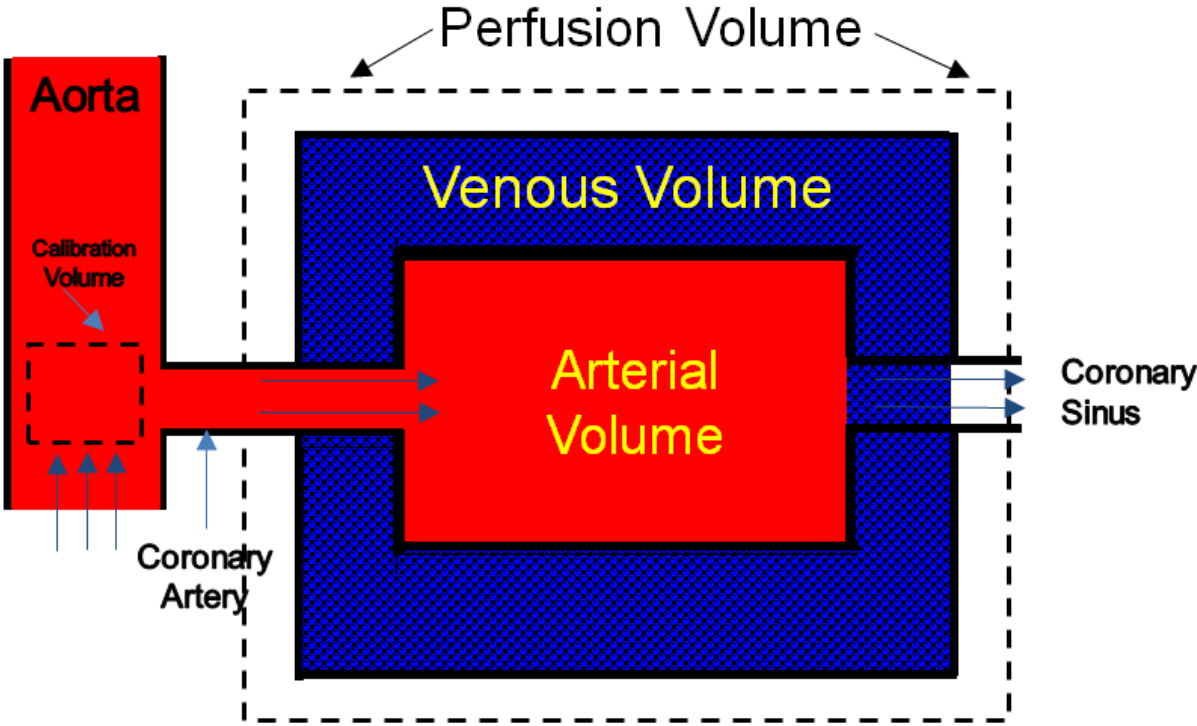 Perfusion Volume
Aorta
Venous Volume
Calibration
Volume
Arterial
Volume
Coronary
Sinus
Coronary
Artery